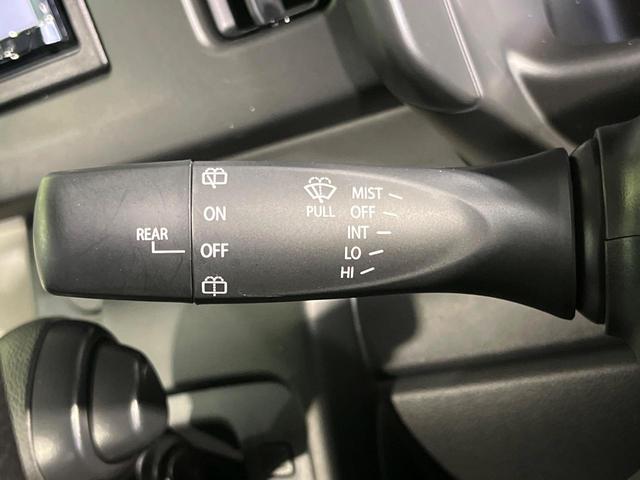 REAR
ON
OFF
PULL
MIST
OFF
INT
LO
HI